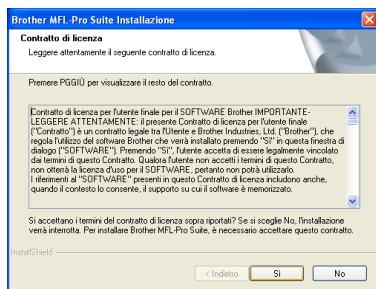 Brother MFL-Pro Suite Installazione
Contratto di licenza
Leggere attentamente il seguente contratto di licenza.
Premere PGGIÙ per visualizzare il resto del contratto.
Contratto di licenza per l'utente finale per il SOFTWARE Brother IMPORTANTE-
LEGGERE ATTENTAMENTE: il presente Contratto di licenza per l'utente finale
("Contratto") è un contratto legale tra l'Utente e Brother Industries, Ltd. ("Brother"), che
regola l'utilizzo del software Brother che verrà installato premendo "Sì" in questa finestra di
dialogo ("SOFTWARE"). Premendo "Sì", l'utente accetta di essere legalmente vincolato
dai termini di questo Contratto. Qualora l'utente non accetti i termini di questo Contratto,
non otterrà la licenza d'uso per il SOFTWARE, pertanto non potrà utilizzarlo.
I riferimenti al "SOFTWARE" presenti in questo Contratto di licenza includono anche,
quando il contesto lo consente, il supporto su cui il software è memorizzato.
Si accettano i termini del contratto di licenza sopra riportati? Se si sceglie No, l'installazione
verrà interrotta. Per installare Brother MFL-Pro Suite, è necessario accettare questo contratto.
InstallShield
< Indietro
Sì
No